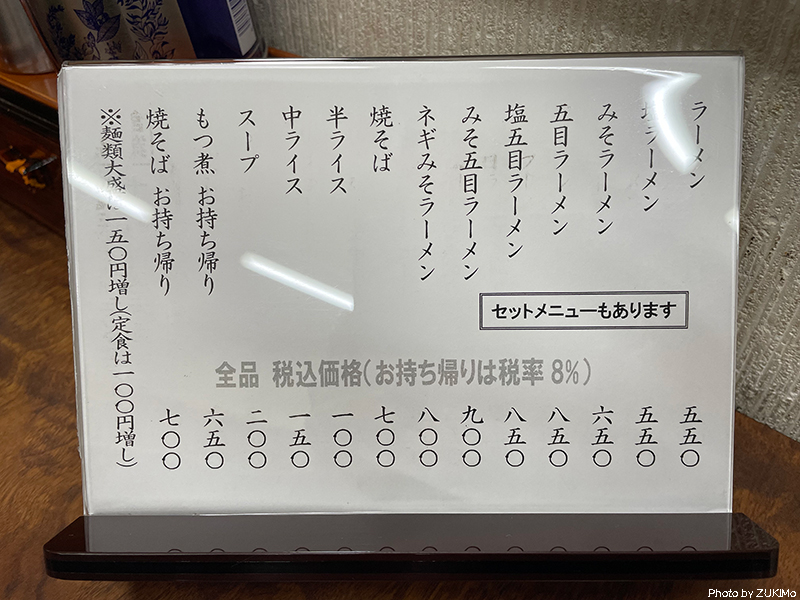 ラーメン 五五〇
塩ラーメン 五五〇
みそラーメン 六五〇
五目ラーメン 八五〇
塩五目ラーメン 八五〇
みそ五目ラーメン 九〇〇
ネギみそラーメン 八〇〇
焼そば 七〇〇
半ライス 一〇〇
中ライス 一五〇
スープ 二〇〇
もつ煮 お持ち帰り 六五〇
焼そば お持ち帰り 七〇〇
※麺類大盛は一五〇円増し(定食は一〇〇円増し)
セットメニューもあります
全品 税込価格(お持ち帰りは税率8%)
Photo by ZUKIMo